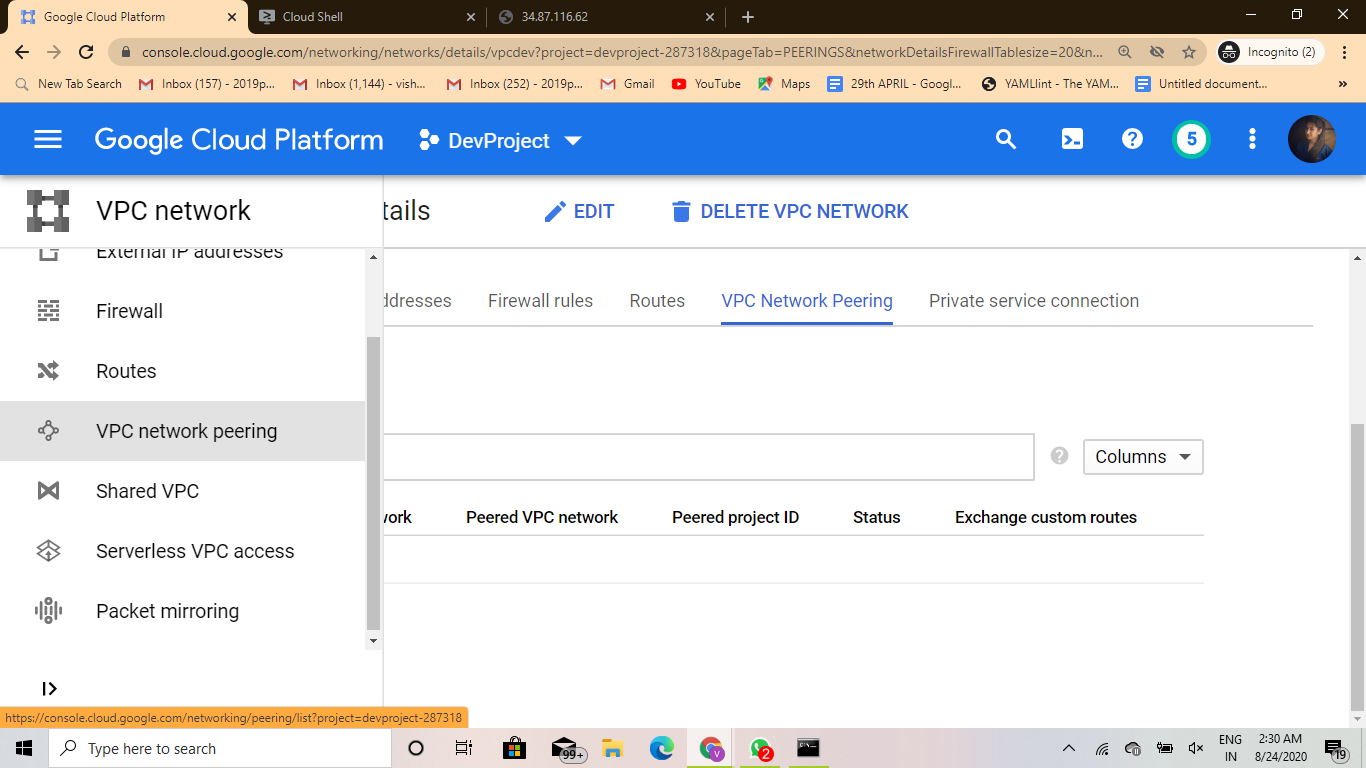 Google Cloud Platform
Cloud Shell
34.87.116.62
console.cloud.google.com/networking/networks/details/vpcdev?project=devproject-287318&pageTab=PEERINGS&networkDetailsFirewallTablesize=20&n...
Incognito (2)
New Tab Search
Inbox (157) - 2019p...
Inbox (1,144) - vish...
Inbox (252) - 2019p...
Gmail
YouTube
Maps
29th APRIL - Googl...
YAMLlint - The YAM...
Untitled document...
»
Google Cloud Platform
DevProject
5
VPC network
tails
EDIT
DELETE VPC NETWORK
External IP addresses
Firewall
Routes
VPC network peering
Shared VPC
Serverless VPC access
Packet mirroring
ddresses
Firewall rules
Routes
VPC Network Peering
Private service connection
Columns
work
Peered VPC network
Peered project ID
Status
Exchange custom routes
https://console.cloud.google.com/networking/peering/list?project=devproject-287318
Type here to search
99+
V
2
ENG
IN
2:30 AM
8/24/2020
19